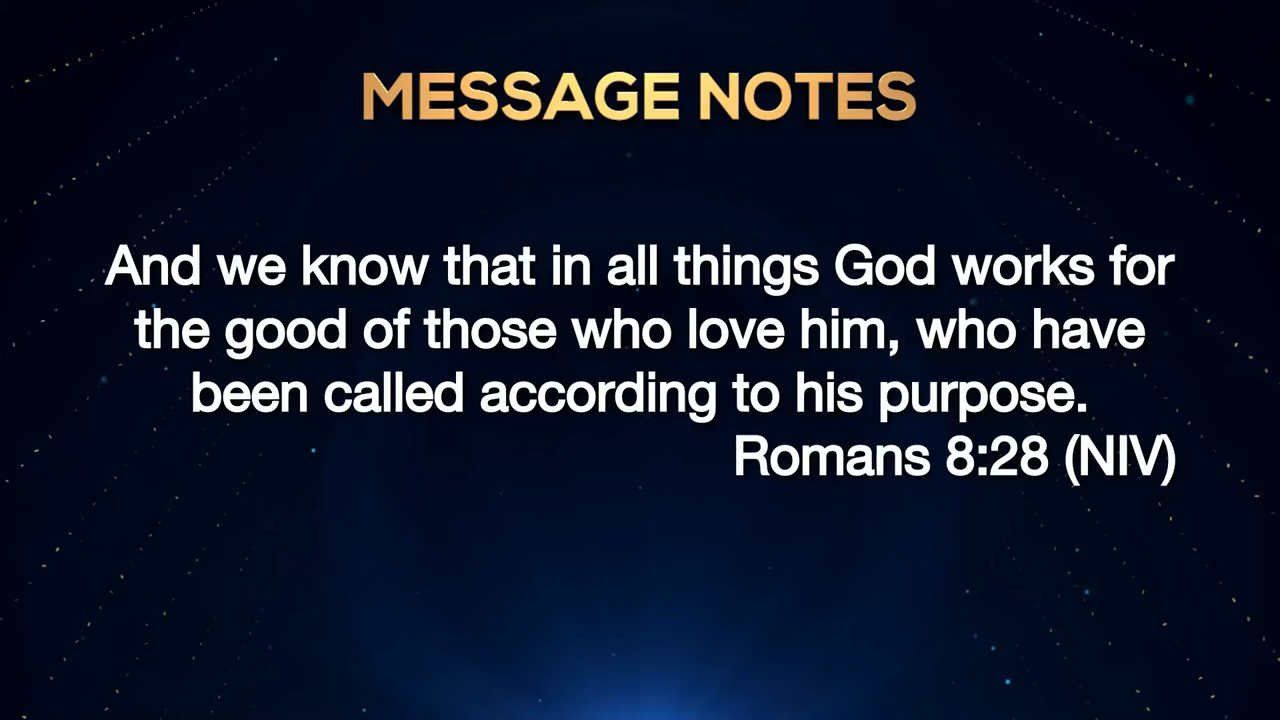 MESSAGE NOTES
And we know that in all things God works for
the good of those who love him, who have
been called according to his purpose.
Romans 8:28 (NIV)